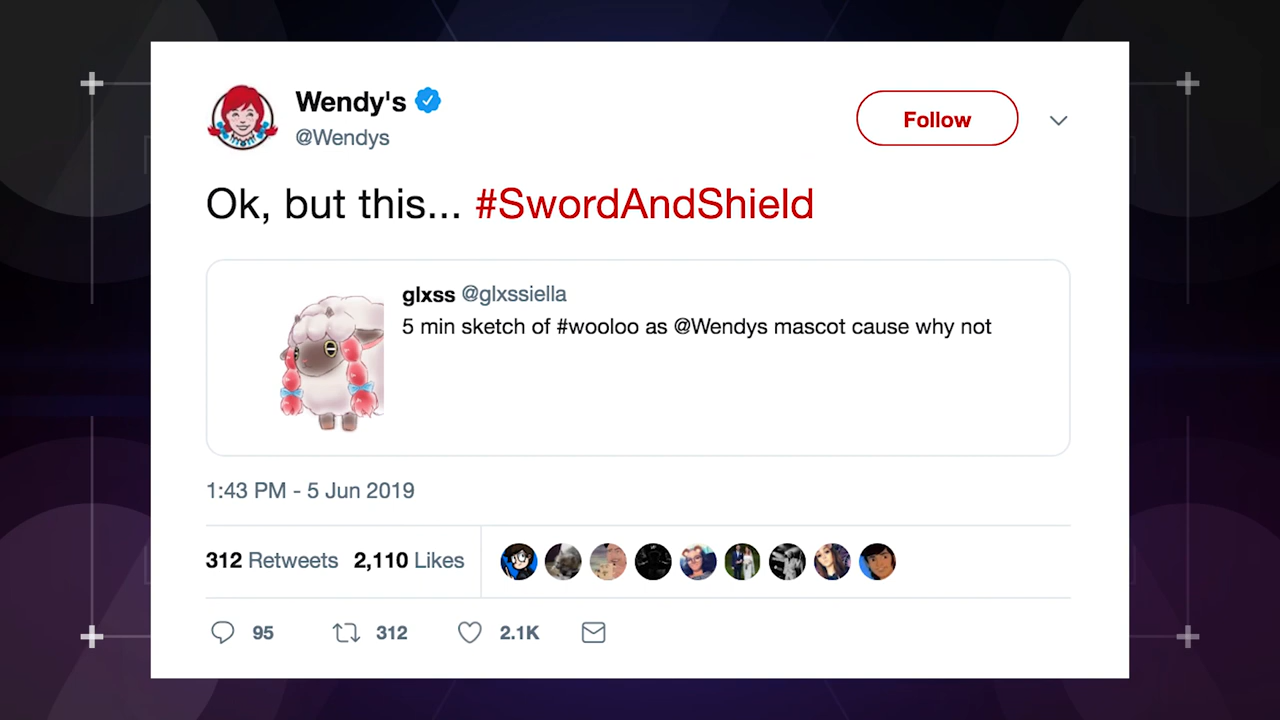 Wendy's
@Wendys
Follow
Ok, but this... #SwordAndShield
glxss @glxssiella
5 min sketch of #wooloo as @Wendys mascot cause why not
1:43 PM - 5 Jun 2019
312 Retweets 2,110 Likes
95 312 2.1K